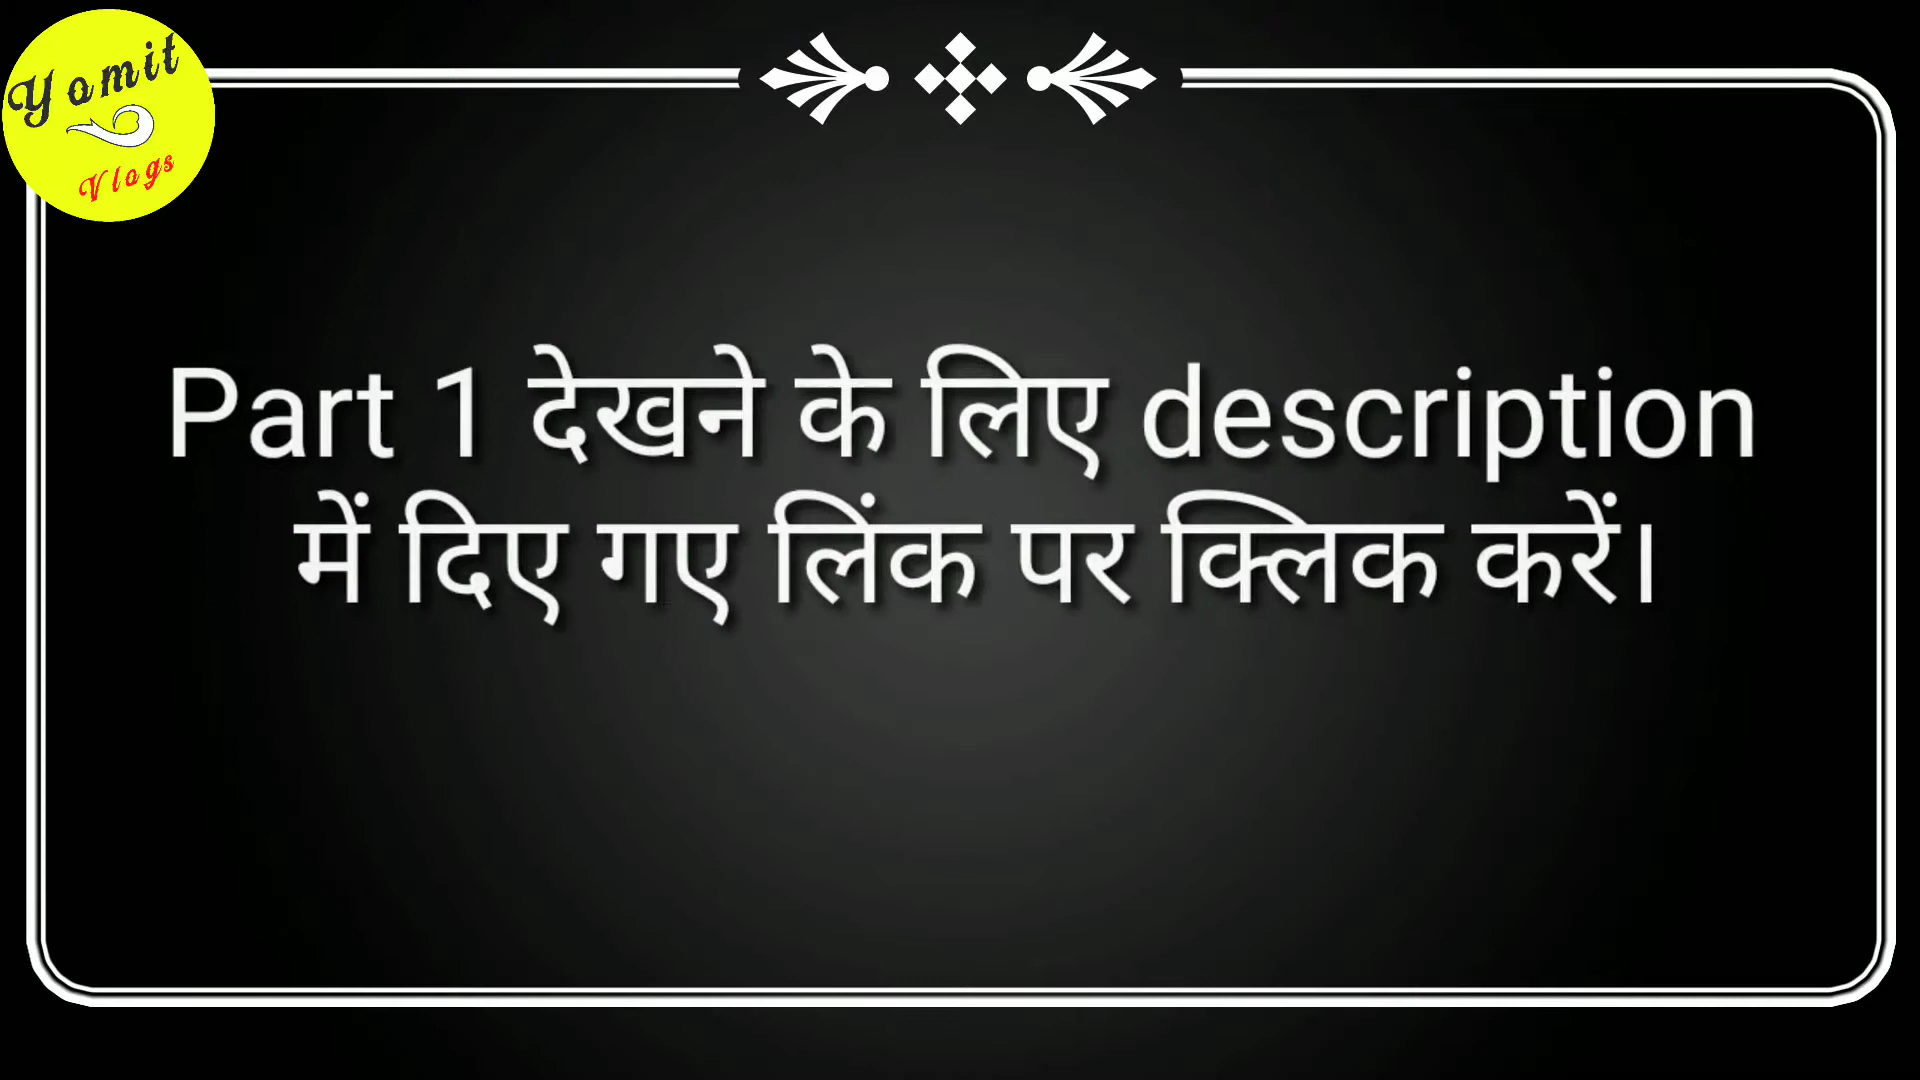 Yomit
Vlogs
Part 1 देखने के लिए description
में दिए गए लिंक पर क्लिक करें।